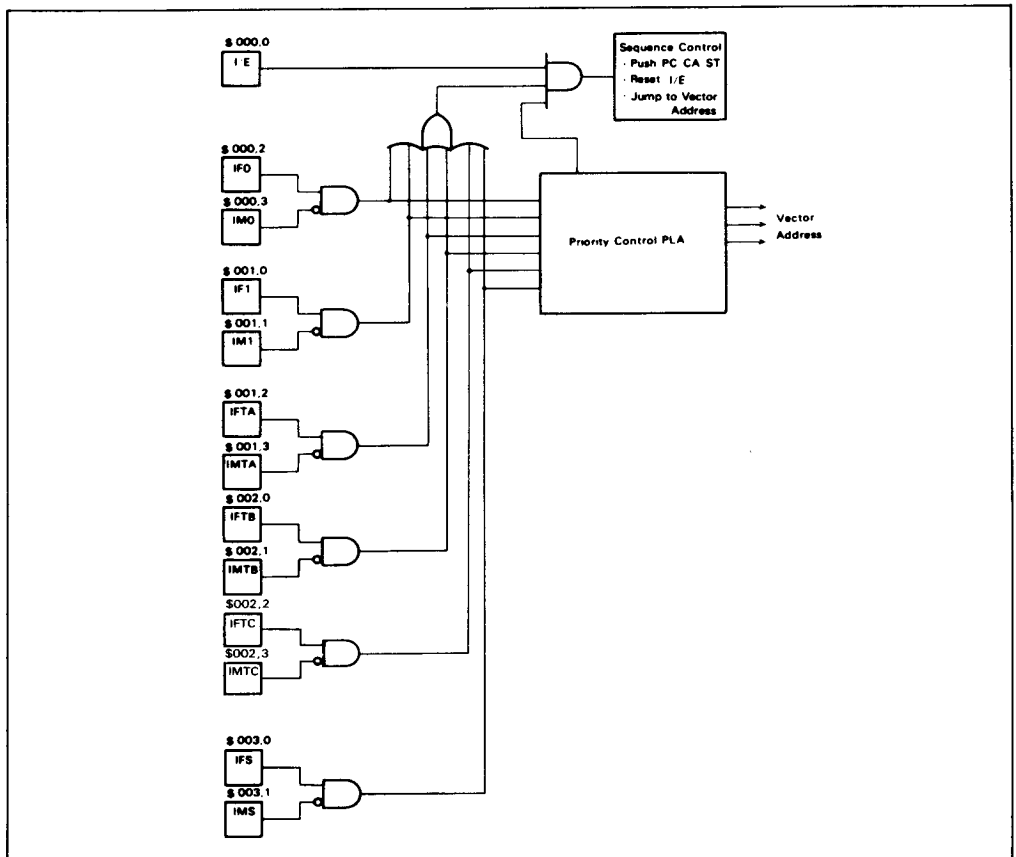 $ 000,0
I/E
Sequence Control
· Push PC CA ST
· Reset I/E
· Jump to Vector
Address
$ 000,2
IF0
$ 000,3
IM0
Priority Control PLA
Vector
Address
$ 001,0
IF1
$ 001,1
IM1
$ 001,2
IFTA
$ 001,3
IMTA
$ 002,0
IFTB
$ 002,1
IMTB
$002,2
IFTC
$002,3
IMTC
$ 003,0
IFS
$ 003,1
IMS